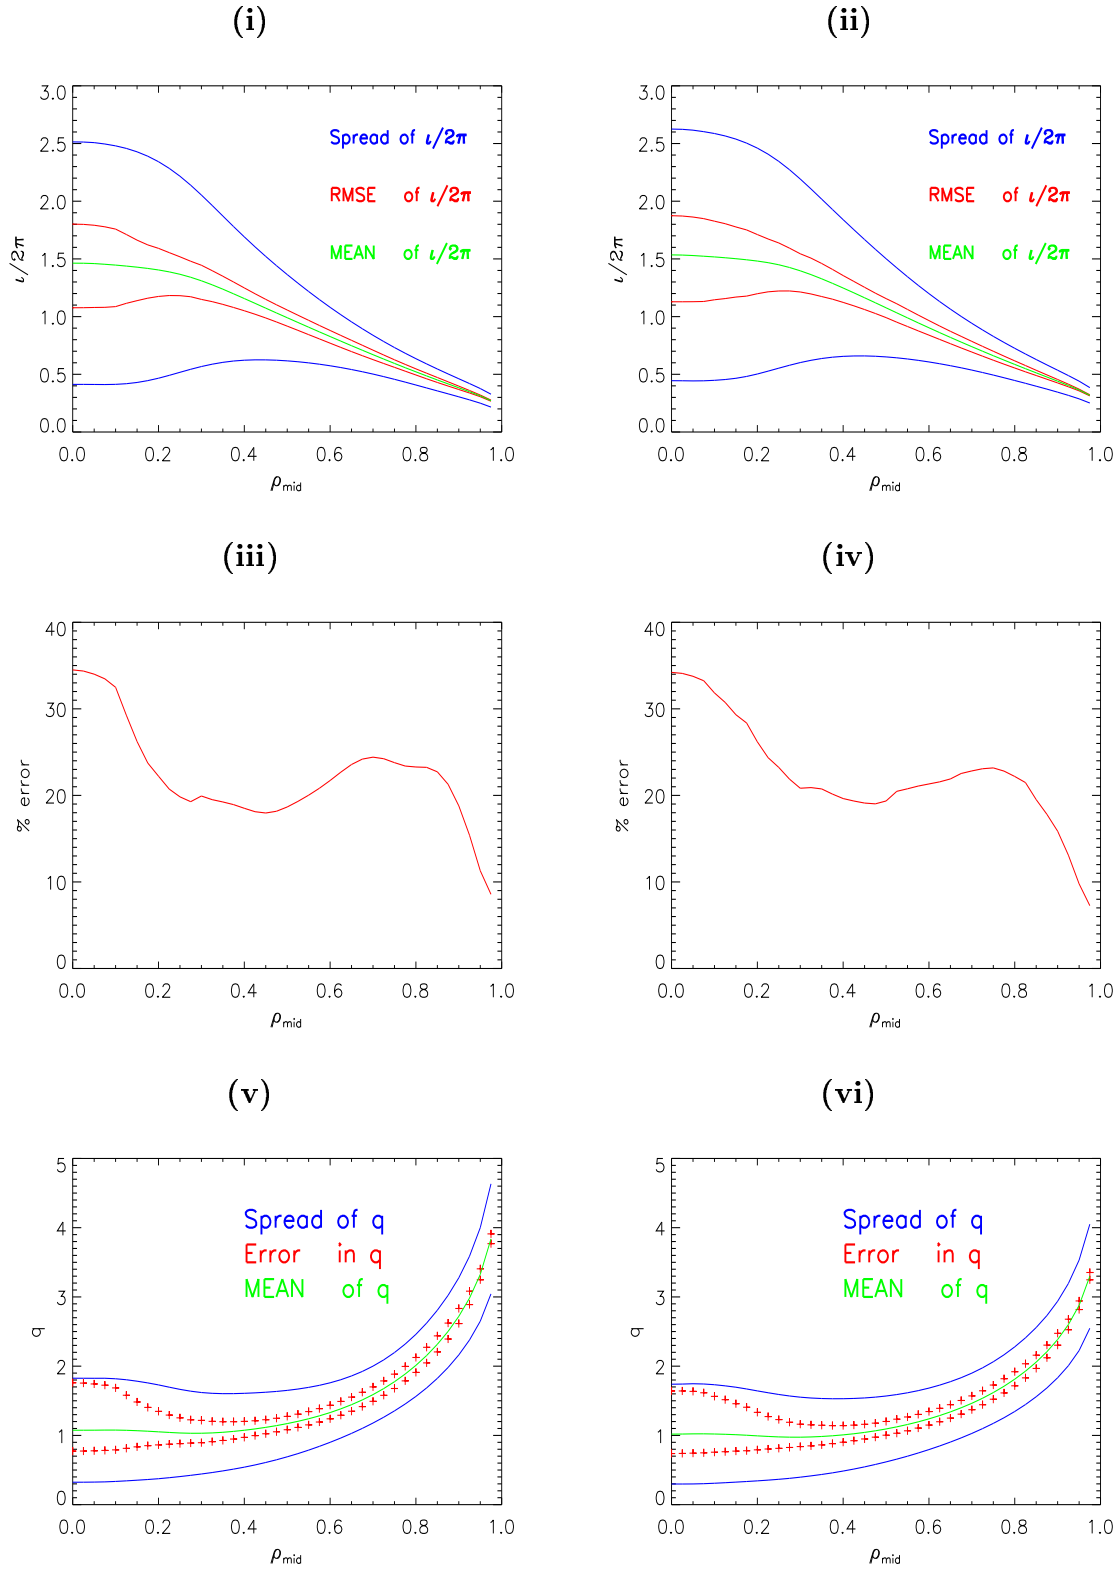 (i)
(ii)
3.0
2.5
2.0
1.5
1.0
0.5
0.0
ι/2π
Spread of ι/2π
RMSE of ι/2π
MEAN of ι/2π
0.0 0.2 0.4 0.6 0.8 1.0
ρmid
3.0
2.5
2.0
1.5
1.0
0.5
0.0
ι/2π
Spread of ι/2π
RMSE of ι/2π
MEAN of ι/2π
0.0 0.2 0.4 0.6 0.8 1.0
ρmid
(iii)
(iv)
40
30
20
10
0
% error
0.0 0.2 0.4 0.6 0.8 1.0
ρmid
40
30
20
10
0
% error
0.0 0.2 0.4 0.6 0.8 1.0
ρmid
(v)
(vi)
5
4
3
2
1
0
q
Spread of q
Error in q
MEAN of q
0.0 0.2 0.4 0.6 0.8 1.0
ρmid
5
4
3
2
1
0
q
Spread of q
Error in q
MEAN of q
0.0 0.2 0.4 0.6 0.8 1.0
ρmid